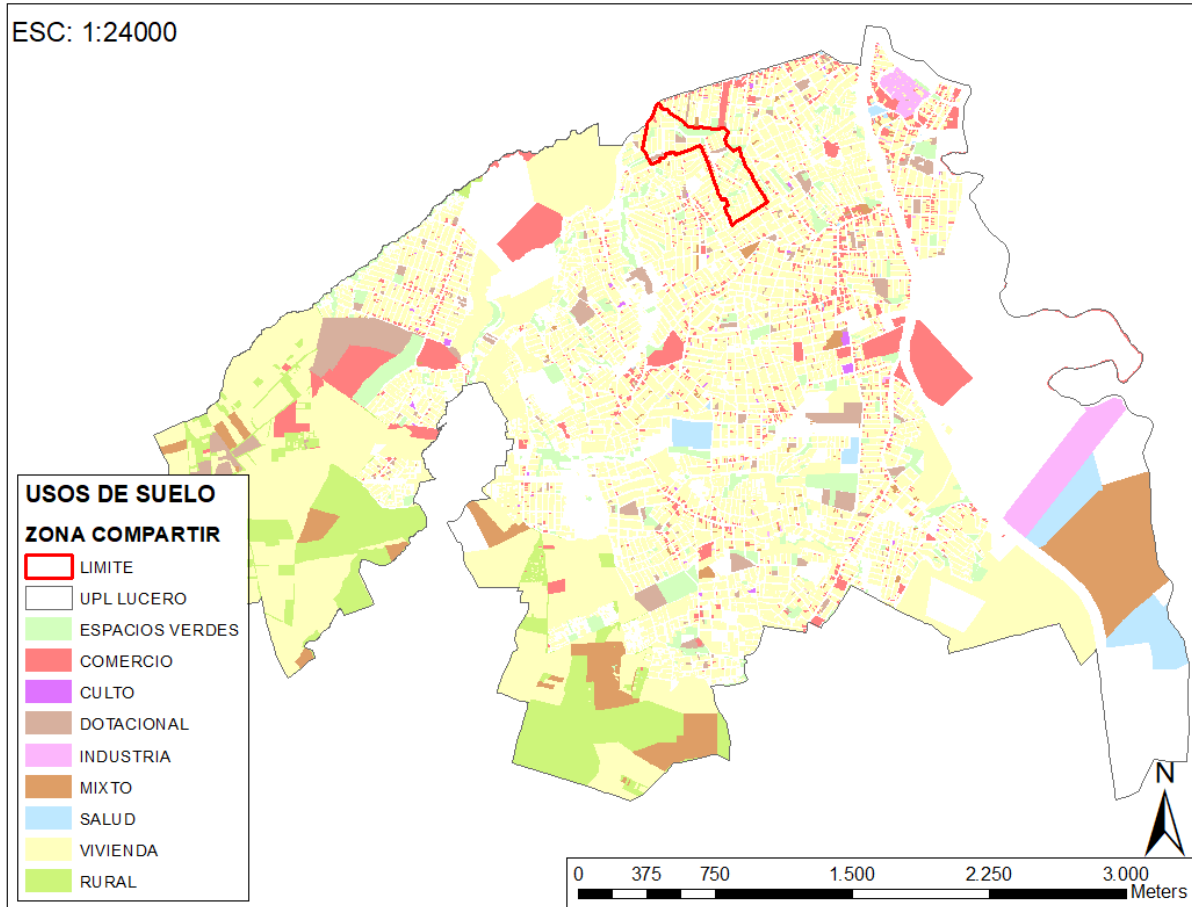 ESC: 1:24000
USOS DE SUELO
ZONA COMPARTIR
LIMITE
UPL LUCERO
ESPACIOS VERDES
COMERCIO
CULTO
DOTACIONAL
INDUSTRIA
MIXTO
SALUD
VIVIENDA
RURAL
N
0 375 750 1.500 2.250 3.000
Meters